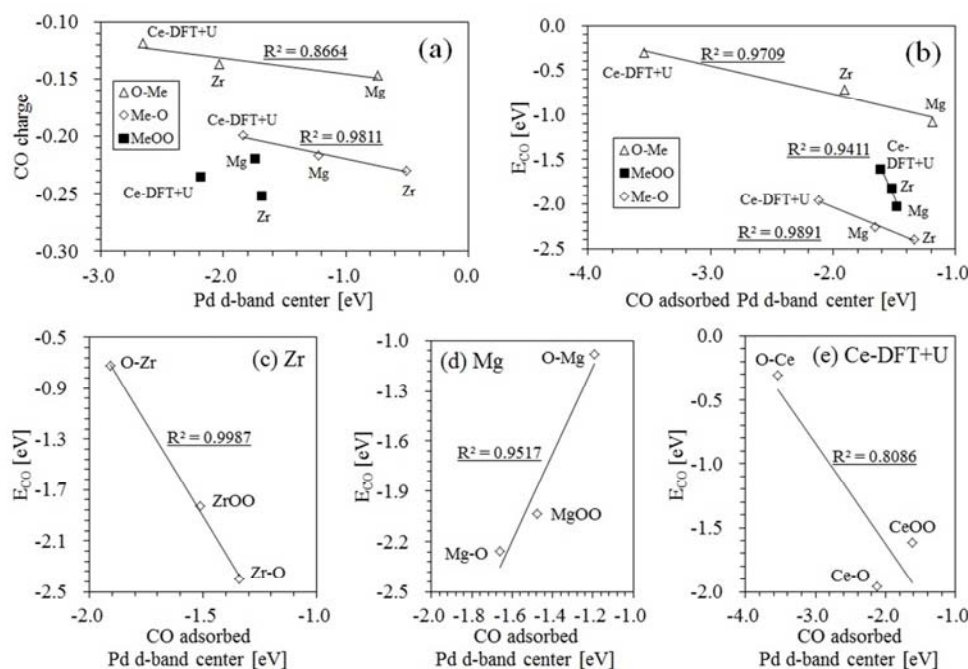 (a)
CO charge
-0.10
-0.15
-0.20
-0.25
-0.30
Ce-DFT+U
R² = 0.8664
Zr
Mg
O-Me
Me-O
MeOO
Ce-DFT+U
R² = 0.9811
Mg
Mg
Zr
Ce-DFT+U
Zr
-3.0 -2.0 -1.0 0.0
Pd d-band center [eV]
(b)
E_CO [eV]
0.0
-0.5
-1.0
-1.5
-2.0
-2.5
R² = 0.9709
Ce-DFT+U
Zr
Mg
O-Me
MeOO
Me-O
R² = 0.9411
Ce-
DFT+U
Zr
Mg
Ce-DFT+U
R² = 0.9891
Mg
Zr
-4.0 -3.0 -2.0 -1.0
CO adsorbed Pd d-band center [eV]
(c) Zr
E_CO [eV]
-0.5
-0.9
-1.3
-1.7
-2.1
-2.5
O-Zr
R² = 0.9987
ZrOO
Zr-O
-2.0 -1.5 -1.0
CO adsorbed
Pd d-band center [eV]
(d) Mg
E_CO [eV]
-1.0
-1.3
-1.6
-1.9
-2.2
-2.5
O-Mg
R² = 0.9517
MgOO
Mg-O
-2.0 -1.8 -1.6 -1.4 -1.2 -1.0
CO adsorbed
Pd d-band center [eV]
(e) Ce-DFT+U
E_CO [eV]
0.0
-0.5
-1.0
-1.5
-2.0
O-Ce
R² = 0.8086
CeOO
Ce-O
-4.0 -3.0 -2.0 -1.0
CO adsorbed
Pd d-band center [eV]